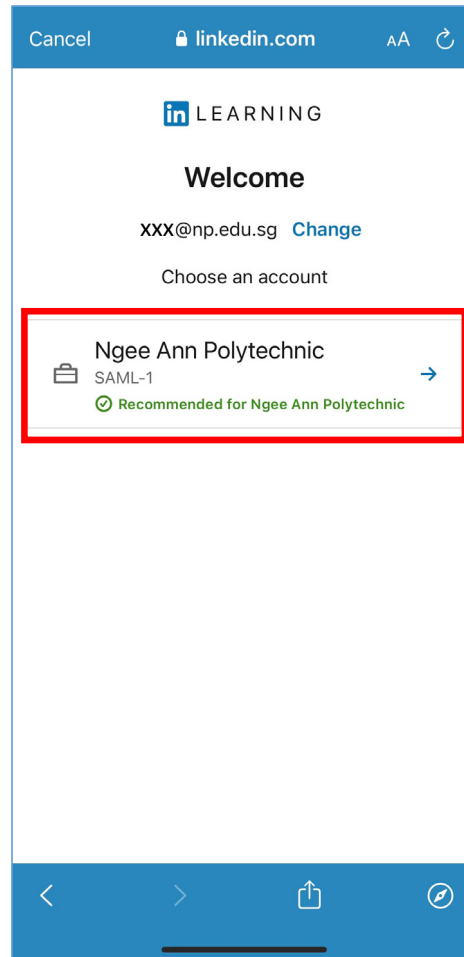 Cancel linkedin.com AA
in LEARNING
Welcome
XXX@np.edu.sg Change
Choose an account
Ngee Ann Polytechnic
SAML-1
Recommended for Ngee Ann Polytechnic